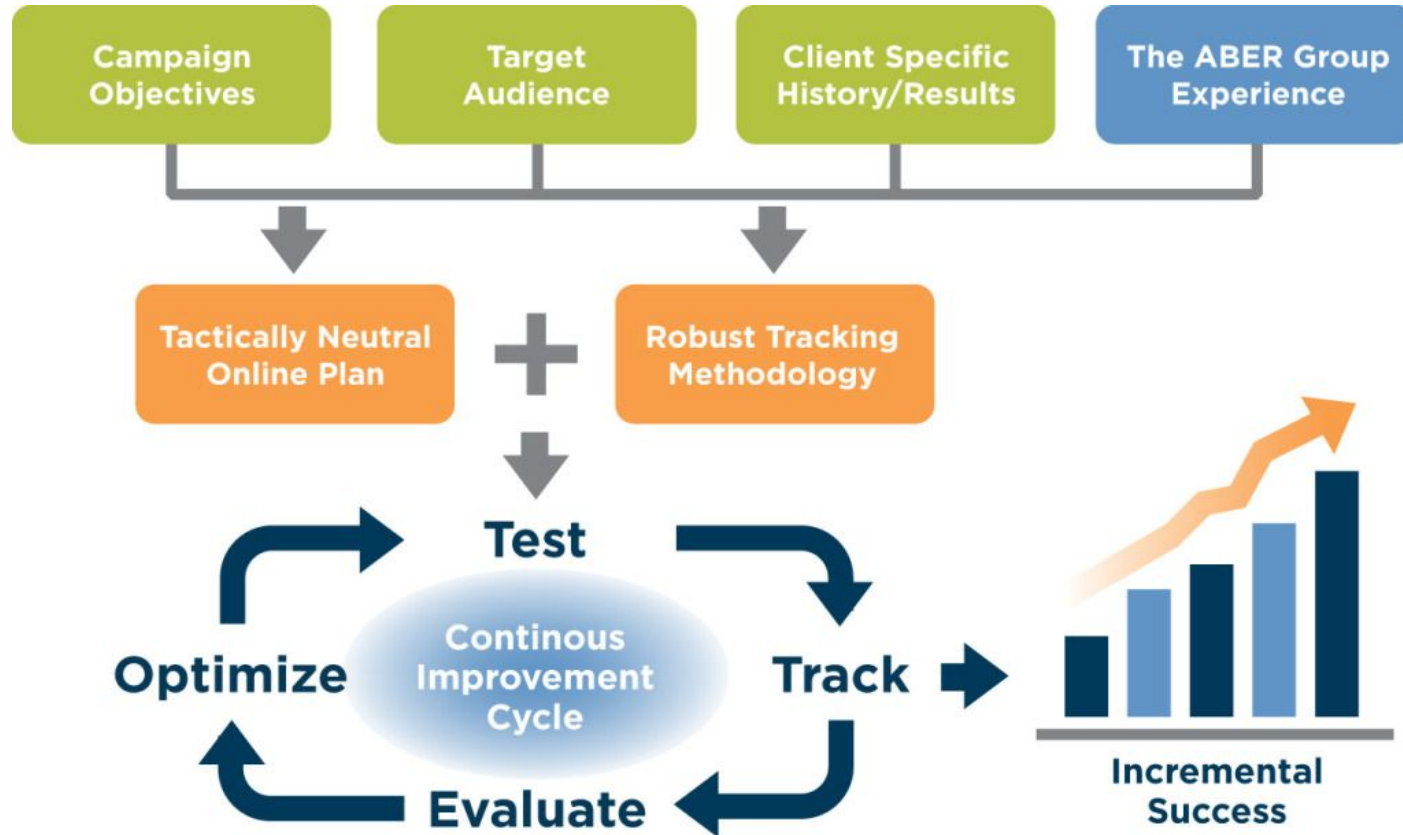 Campaign
Objectives
Target
Audience
Client Specific
History/Results
The ABER Group
Experience
Tactically Neutral
Online Plan
Robust Tracking
Methodology
Test
Optimize
Continous
Improvement
Cycle
Track
Evaluate
Incremental
Success